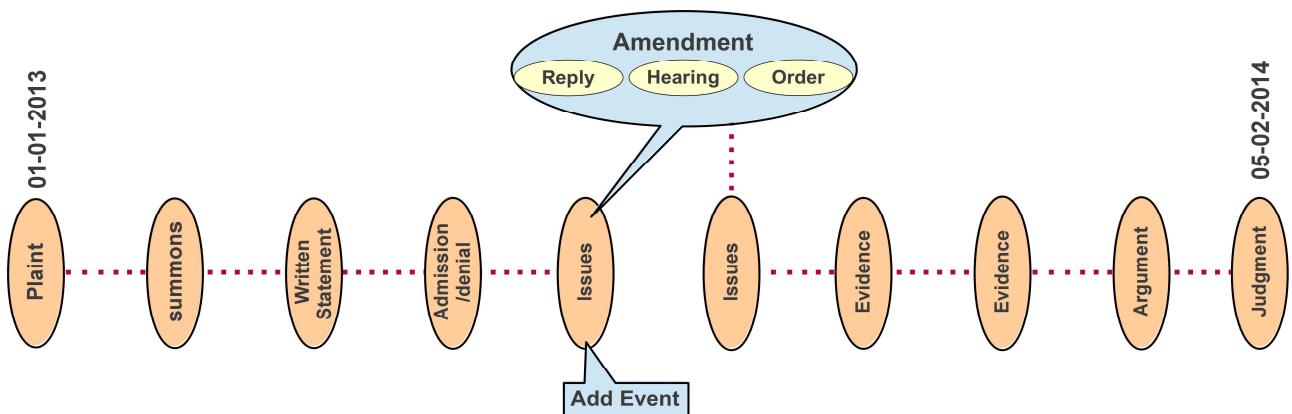 Amendment
Reply
Hearing
Order
01-01-2013
05-02-2014
Plaint
summons
Written
Statement
Admission
/denial
Issues
Issues
Evidence
Evidence
Argument
Judgment
Add Event